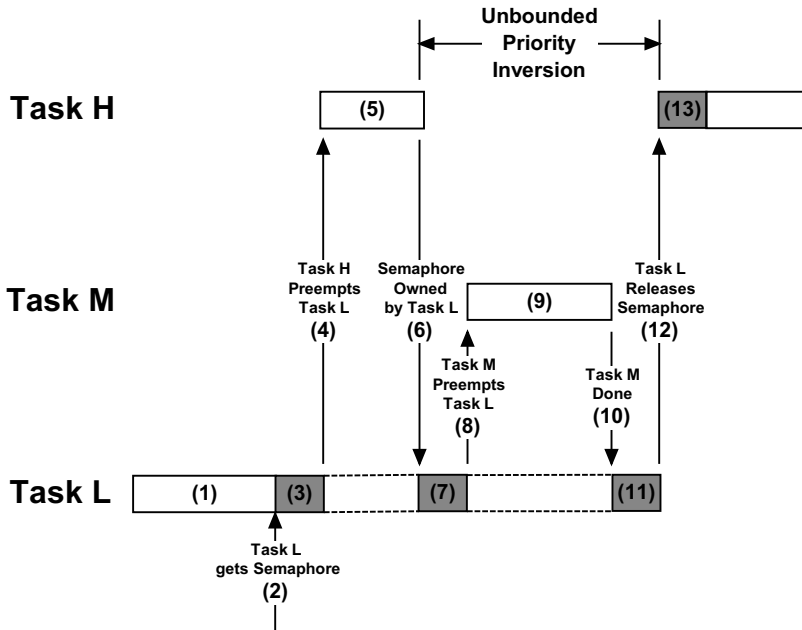 Unbounded
Priority
Inversion
Task H
(5)
(13)
Task H
Preempts
Task L
(4)
Semaphore
Owned
by Task L
(6)
Task L
Releases
Semaphore
(12)
Task M
(9)
Task M
Preempts
Task L
(8)
Task M
Done
(10)
Task L
(1)
(3)
(7)
(11)
Task L
gets Semaphore
(2)